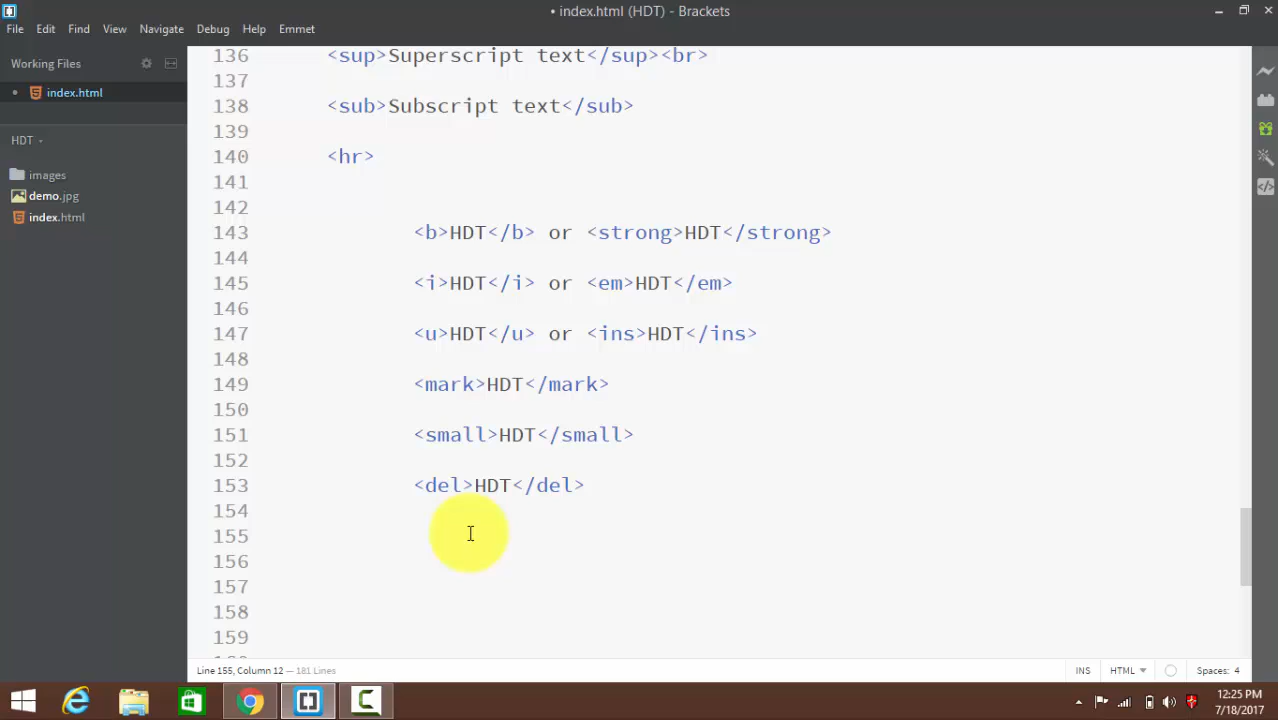 • index.html (HDT) - Brackets
File Edit Find View Navigate Debug Help Emmet
Working Files
• index.html
HDT
images
demo.jpg
index.html
136 <sup>Superscript text</sup><br>
137
138 <sub>Subscript text</sub>
139
140 <hr>
141
142
143 <b>HDT</b> or <strong>HDT</strong>
144
145 <i>HDT</i> or <em>HDT</em>
146
147 <u>HDT</u> or <ins>HDT</ins>
148
149 <mark>HDT</mark>
150
151 <small>HDT</small>
152
153 <del>HDT</del>
154
155
156
157
158
159
Line 155, Column 12 — 181 Lines
INS HTML Spaces: 4
12:25 PM
7/18/2017